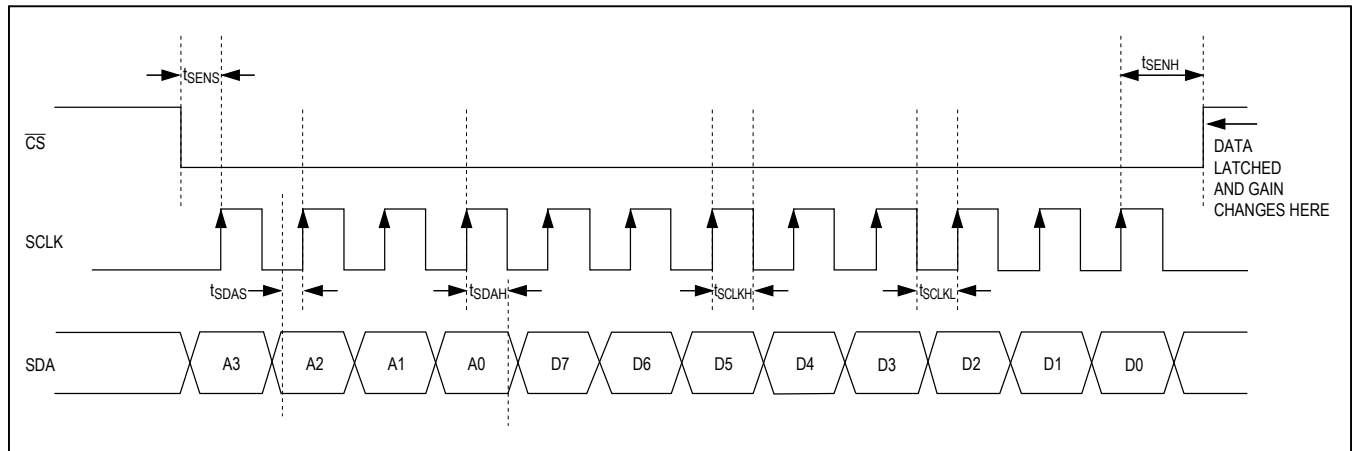 tSENS
tSENH
CS
DATA
LATCHED
AND GAIN
CHANGES HERE
SCLK
tSDAS
tSDAH
tSCLKH
tSCLKL
SDA
A3 A2 A1 A0 D7 D6 D5 D4 D3 D2 D1 D0